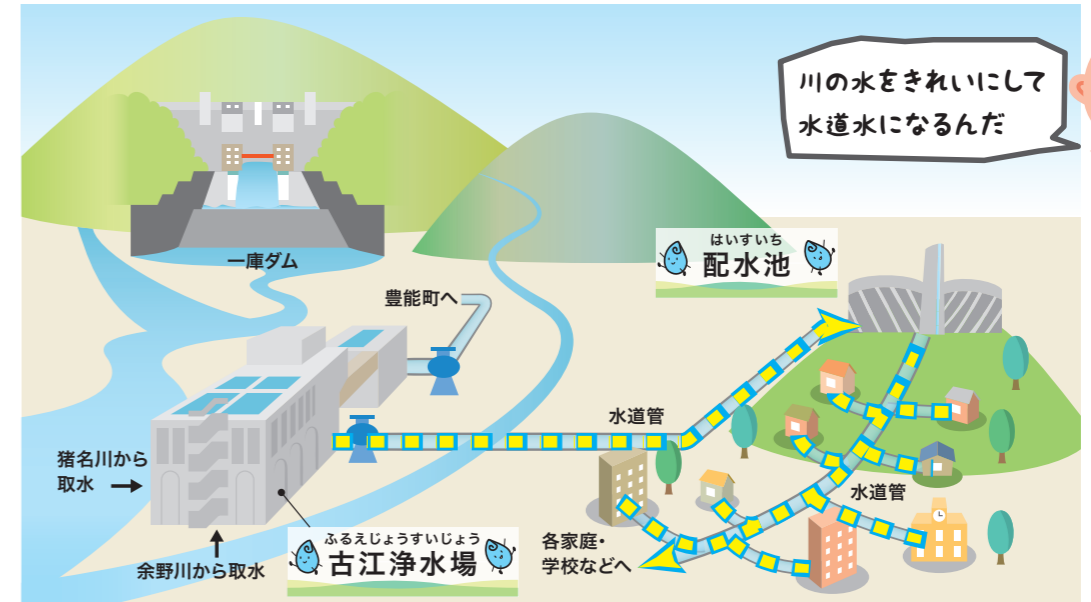 川の水をきれいにして
水道水になるんだ
はいすいち
配水池
一庫ダム
豊能町へ
水道管
猪名川から
取水
水道管
ふるえじょうすいじょう
古江浄水場
各家庭・
学校などへ
余野川から取水